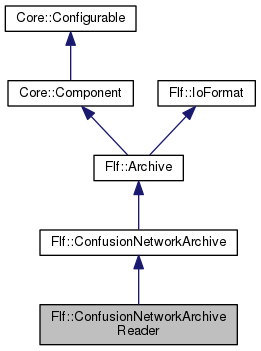 Core::Configurable
Core::Component
Flf::IoFormat
Flf::Archive
Flf::ConfusionNetworkArchive
Flf::ConfusionNetworkArchive
Reader